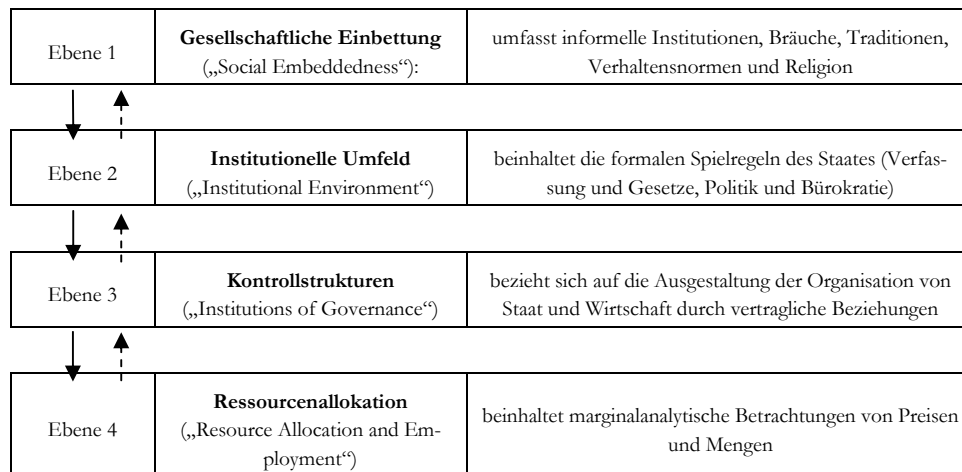 Ebene 1
Gesellschaftliche Einbettung
(„Social Embeddedness“):
umfasst informelle Institutionen, Bräuche, Traditionen,
Verhaltensnormen und Religion
Ebene 2
Institutionelle Umfeld
(„Institutional Environment“)
beinhaltet die formalen Spielregeln des Staates (Verfas-
sung und Gesetze, Politik und Bürokratie)
Ebene 3
Kontrollstrukturen
(„Institutions of Governance“)
bezieht sich auf die Ausgestaltung der Organisation von
Staat und Wirtschaft durch vertragliche Beziehungen
Ebene 4
Ressourcenallokation
(„Resource Allocation and Em-
ployment“)
beinhaltet marginalanalytische Betrachtungen von Preisen
und Mengen